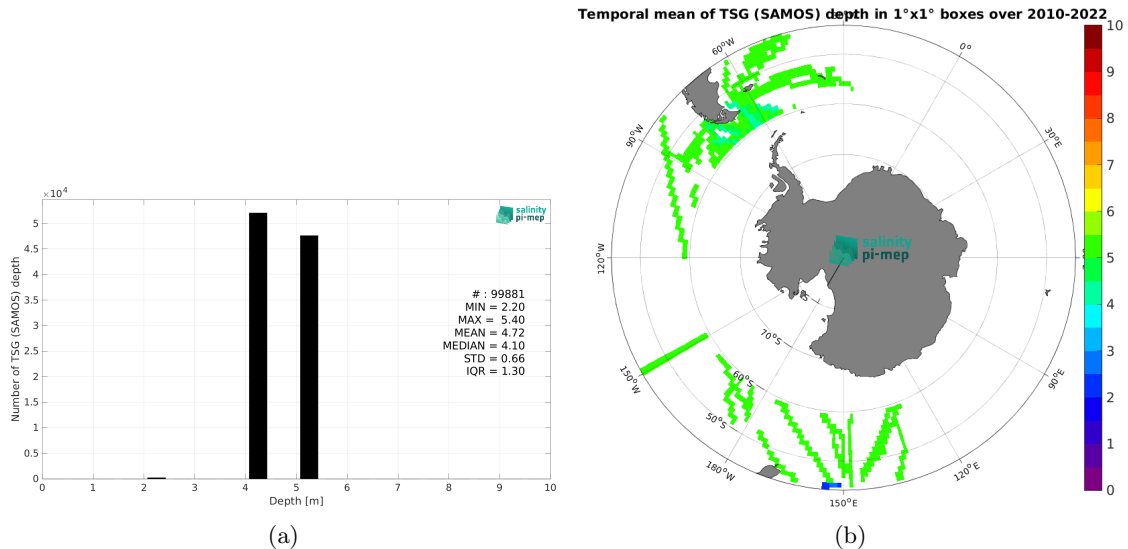 ×10⁴
5
4.5
4
3.5
3
2.5
2
1.5
1
0.5
0
Number of TSG (SAMOS) depth
0 1 2 3 4 5 6 7 8 9 10
Depth [m]
salinity
pi-mep
# : 99881
MIN = 2.20
MAX = 5.40
MEAN = 4.72
MEDIAN = 4.10
STD = 0.66
IQR = 1.30
(a)
Temporal mean of TSG (SAMOS) depth in 1°x1° boxes over 2010-2022
60°W
0°
30°E
90°E
120°E
150°E
180°W
150°W
120°W
90°W
70°S
60°S
50°S
salinity
pi-mep
10
9
8
7
6
5
4
3
2
1
0
(b)